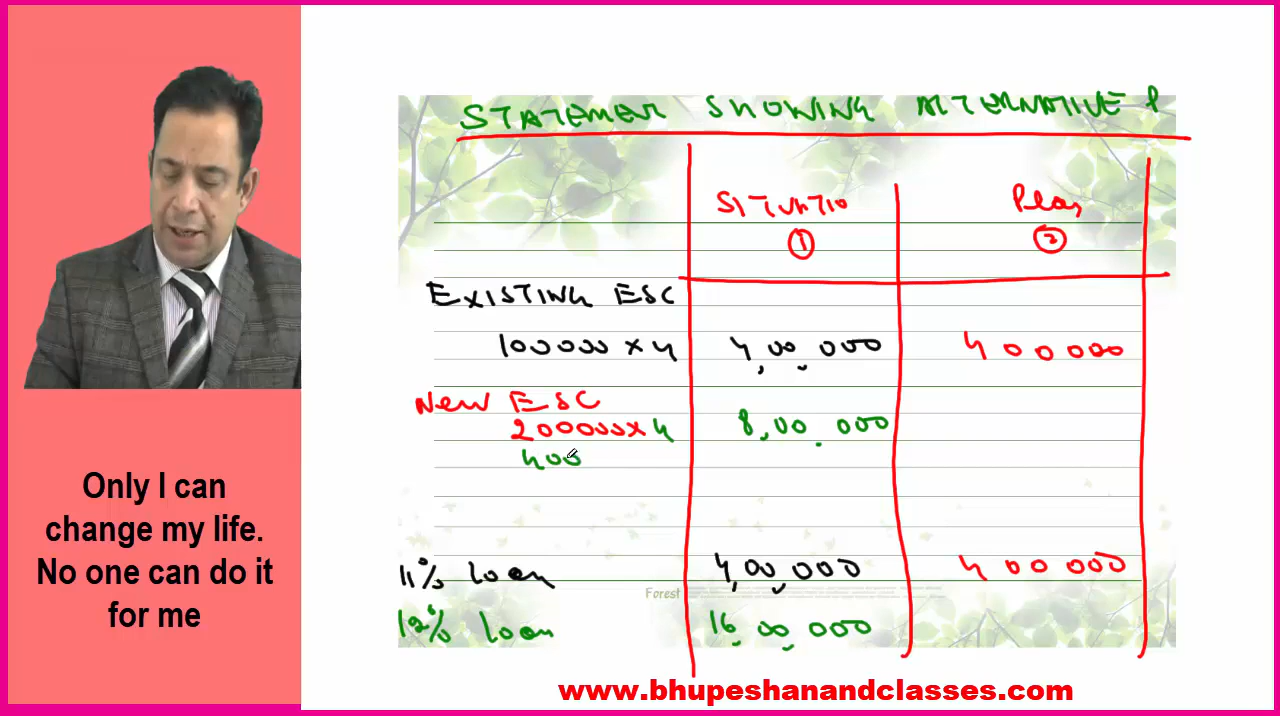 STATEMENT SHOWING ALTERNATIVE P
SITUATIO Plan
1 2
EXISTING ESC
100000 × 4 4,00,000 400000
New ESC
200000 × 4 8,00,000
400
11% loan 4,00,000 400000
Forest
12% loan 16,00,000
Only I can
change my life.
No one can do it
for me
www.bhupeshanandclasses.com